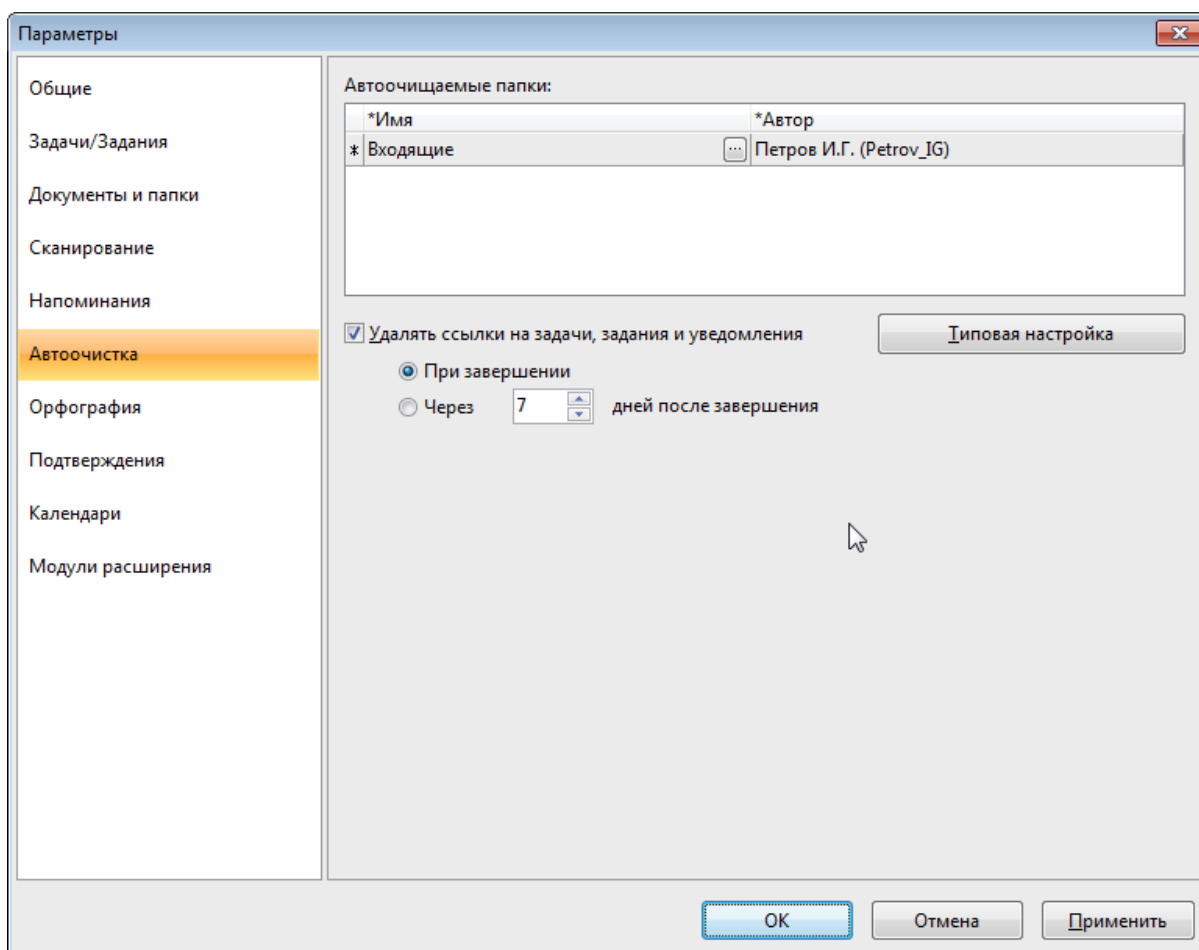 Параметры
Общие
Задачи/Задания
Документы и папки
Сканирование
Напоминания
Автоочистка
Орфография
Подтверждения
Календари
Модули расширения
Автоочищаемые папки:
*Имя *Автор
* Входящие ... Петров И.Г. (Petrov_IG)
Удалять ссылки на задачи, задания и уведомления Типовая настройка
При завершении
Через 7 дней после завершения
OK Отмена Применить